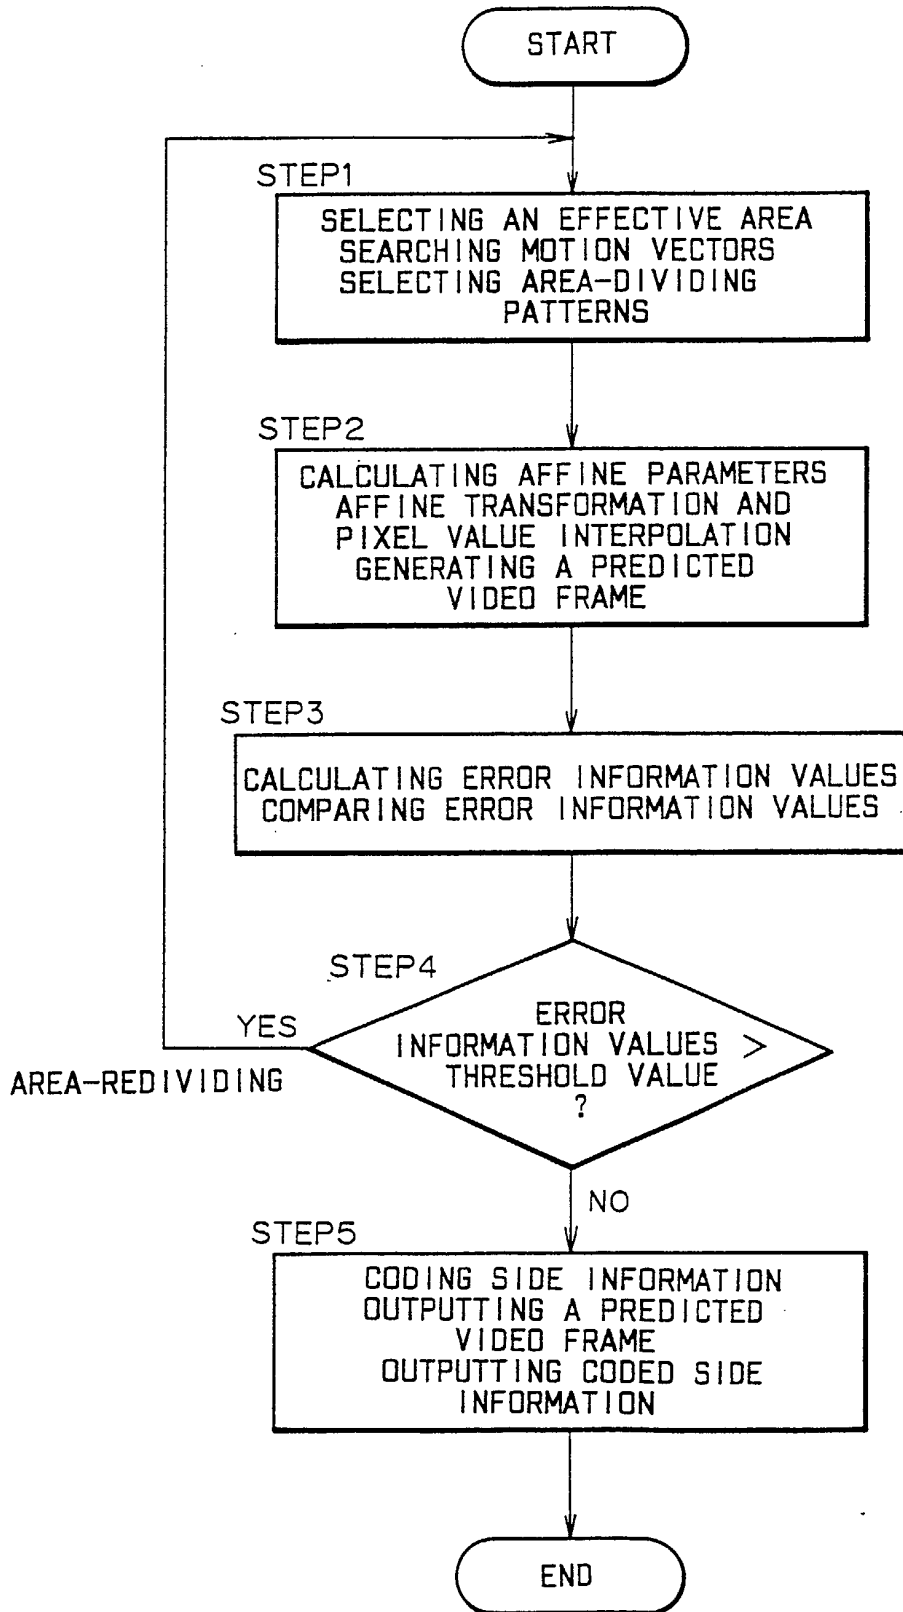 START
STEP1
SELECTING AN EFFECTIVE AREA
SEARCHING MOTION VECTORS
SELECTING AREA-DIVIDING
PATTERNS
STEP2
CALCULATING AFFINE PARAMETERS
AFFINE TRANSFORMATION AND
PIXEL VALUE INTERPOLATION
GENERATING A PREDICTED
VIDEO FRAME
STEP3
CALCULATING ERROR INFORMATION VALUES
COMPARING ERROR INFORMATION VALUES
STEP4
ERROR
INFORMATION VALUES >
THRESHOLD VALUE
?
YES
AREA-REDIVIDING
NO
STEP5
CODING SIDE INFORMATION
OUTPUTTING A PREDICTED
VIDEO FRAME
OUTPUTTING CODED SIDE
INFORMATION
END